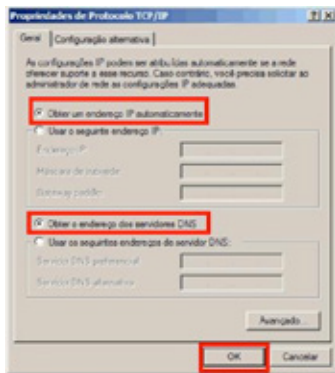 Propriedades de Protocolo TCP/IP
Geral
Configuração alternativa
As configurações IP podem ser atribuídas automaticamente se a rede
oferecer suporte a esse recurso. Caso contrário, você precisa solicitar ao
administrador de rede as configurações IP adequadas.
Obter um endereço IP automaticamente
Usar o seguinte endereço IP:
Endereço IP:
Máscara de sub-rede:
Gateway padrão:
Obter o endereço dos servidores DNS
Usar os seguintes endereços de servidor DNS:
Servidor DNS preferencial:
Servidor DNS alternativo:
Avançado...
OK
Cancelar